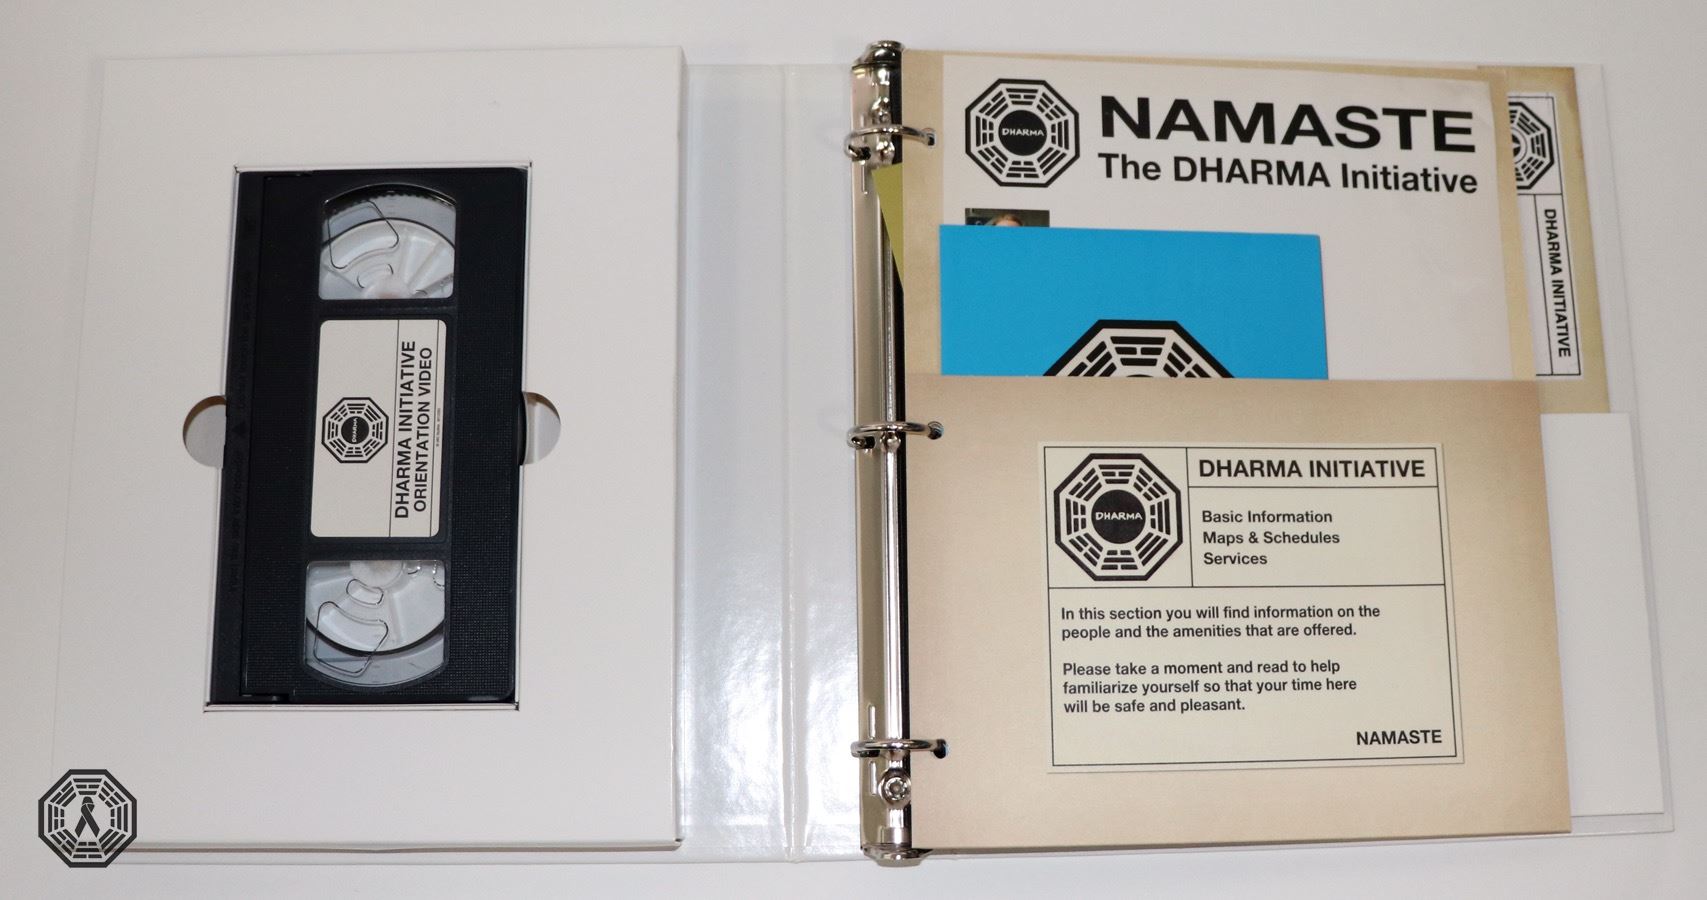 DHARMA
DHARMA INITIATIVE
ORIENTATION VIDEO
DHARMA
NAMASTE
The DHARMA Initiative
DHARMA INITIATIVE
DHARMA
DHARMA INITIATIVE
Basic Information
Maps & Schedules
Services
In this section you will find information on the
people and the amenities that are offered.
Please take a moment and read to help
familiarize yourself so that your time here
will be safe and pleasant.
NAMASTE